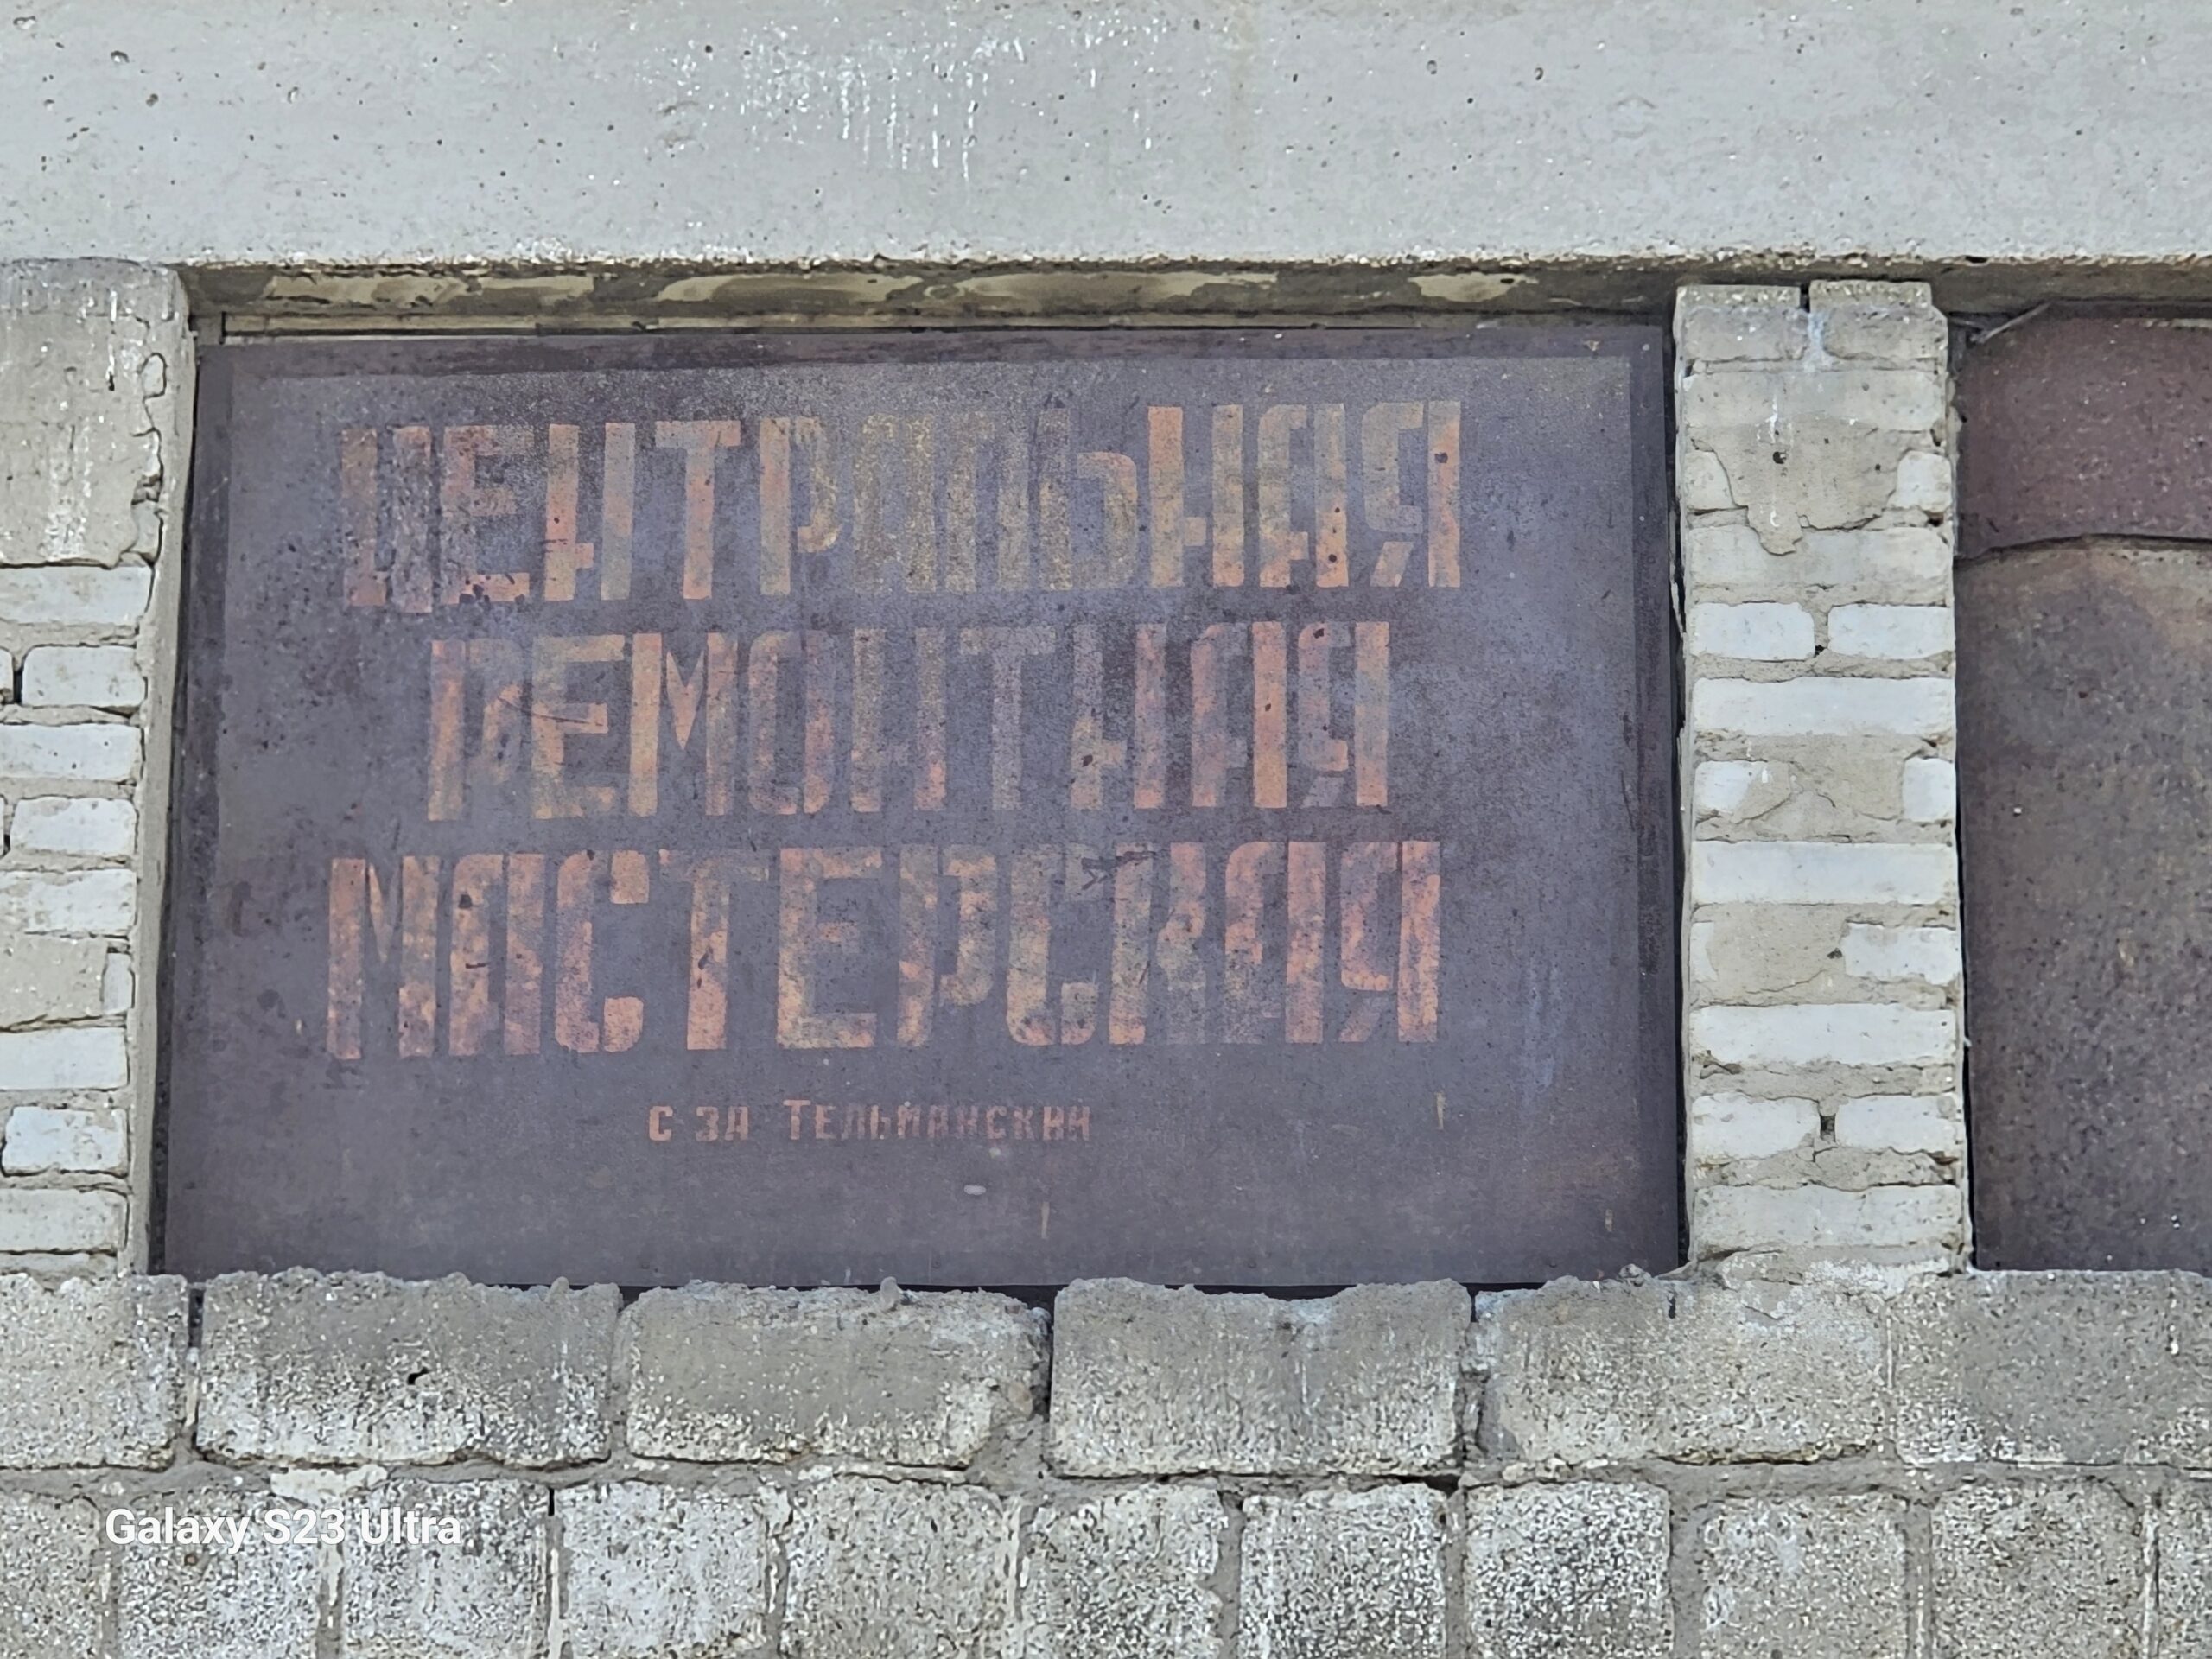 ЦЕНТРАЛЬНАЯ
РЕМОНТНАЯ
МАСТЕРСКАЯ
С-ЗА ТЕЛЬМАНСКИЙ
Galaxy S23 Ultra